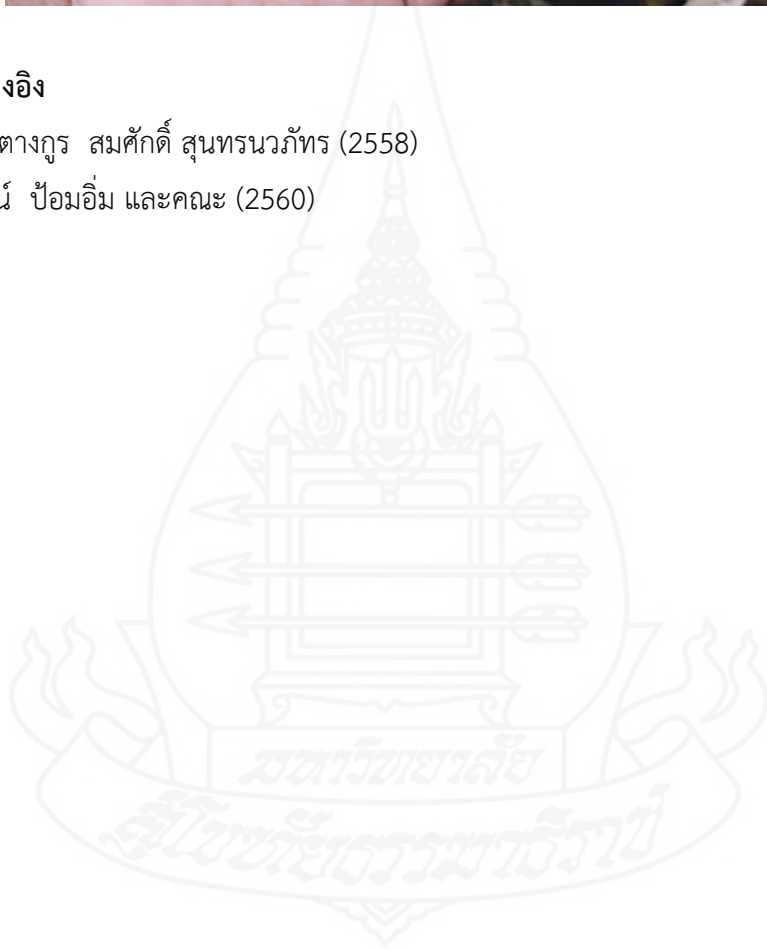 งอิง
ตางกูร สมศักดิ์ สุนทรนวภัทร (2558)
น์ ป้อมอิ่ม และคณะ (2560)
มหาวิทยาลัย
สุโขทัยธรรมาธิราช